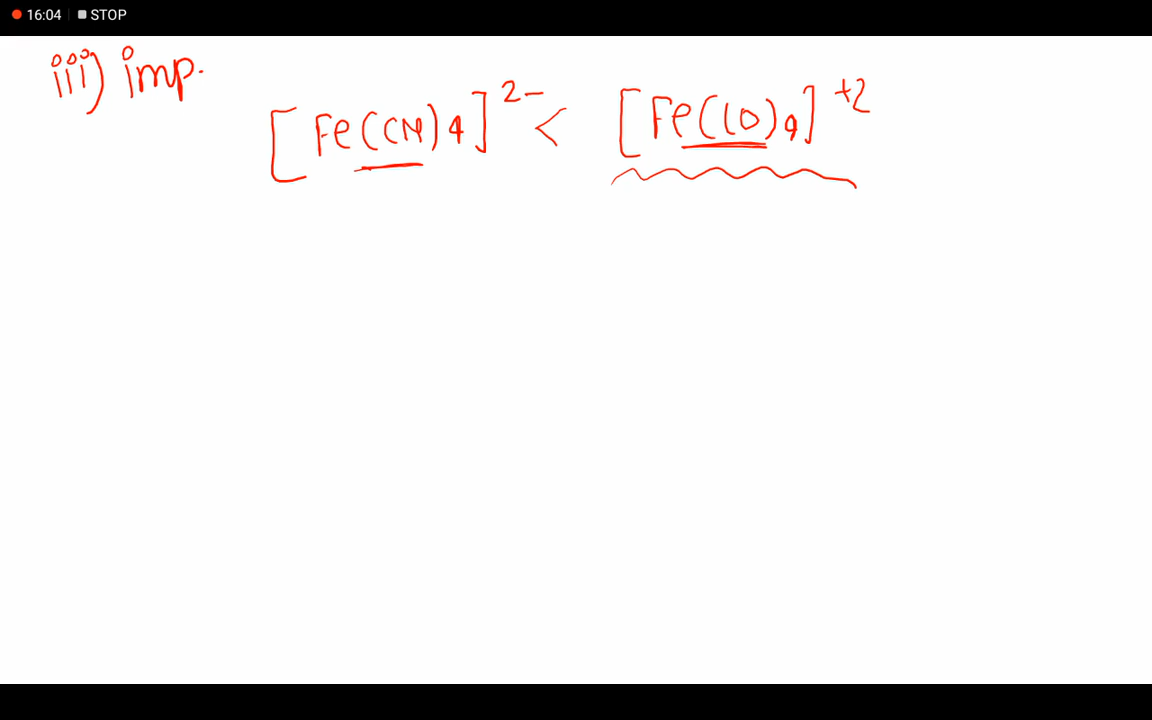 16:04 STOP
iii) imp.
[Fe(CN)4]²⁻ < [Fe(CO)4]⁺²